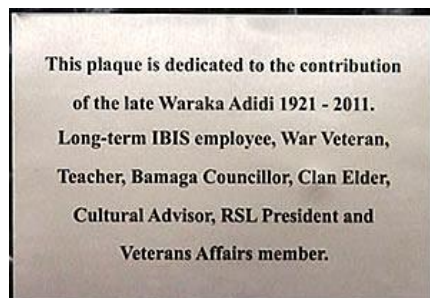 This plaque is dedicated to the contribution
of the late Waraka Adidi 1921 - 2011.
Long-term IBIS employee, War Veteran,
Teacher, Bamaga Councillor, Clan Elder,
Cultural Advisor, RSL President and
Veterans Affairs member.